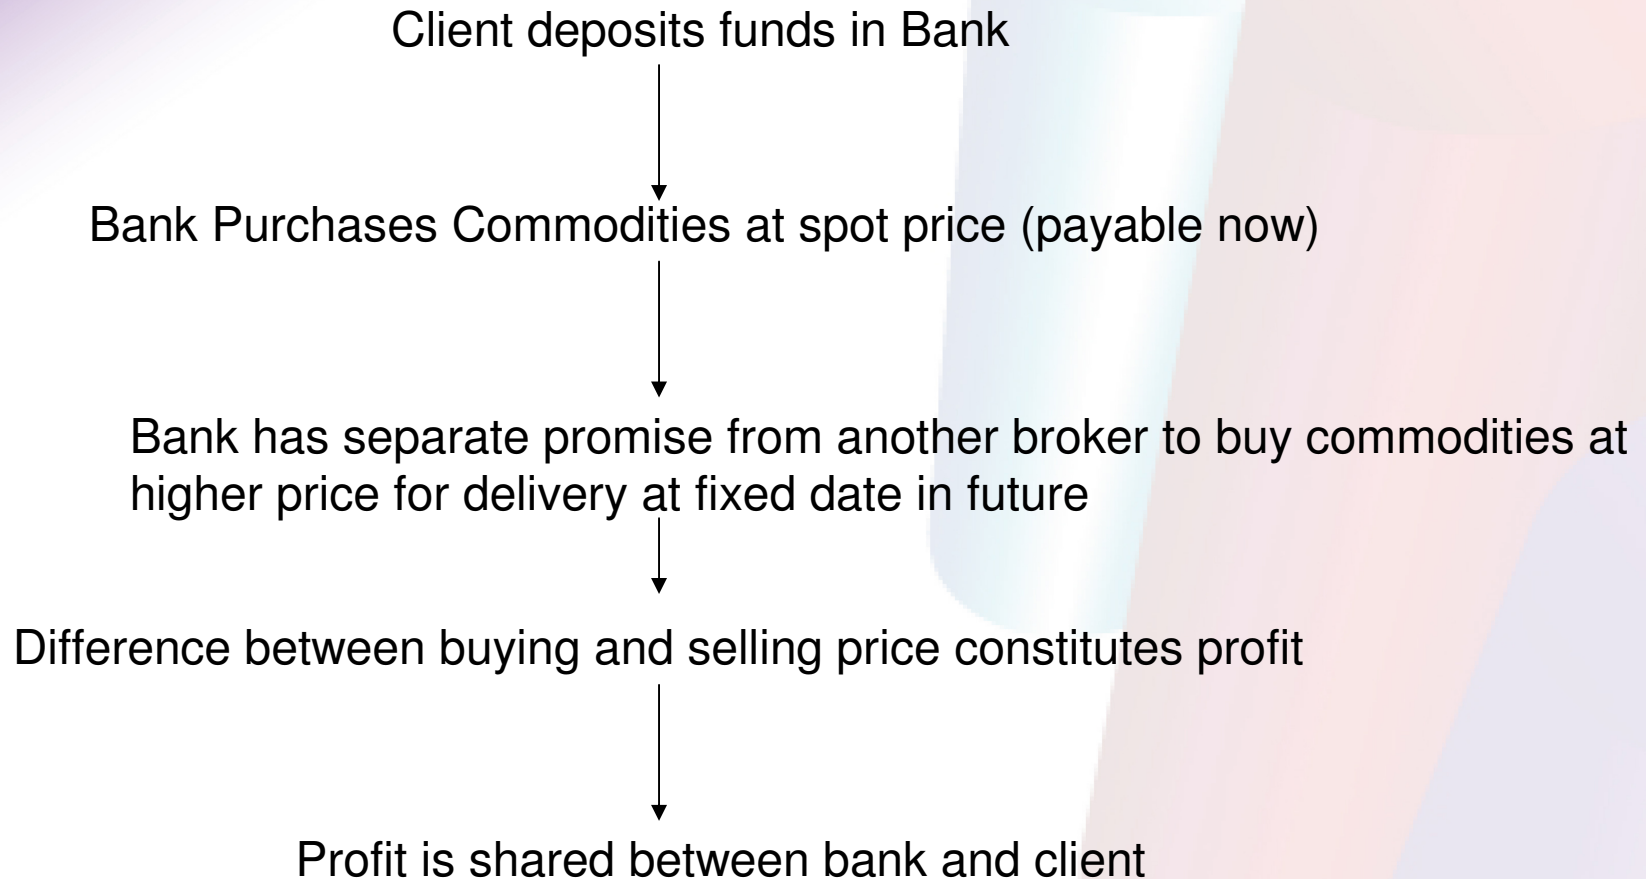 Client deposits funds in Bank
Bank Purchases Commodities at spot price (payable now)
Bank has separate promise from another broker to buy commodities at
higher price for delivery at fixed date in future
Difference between buying and selling price constitutes profit
Profit is shared between bank and client